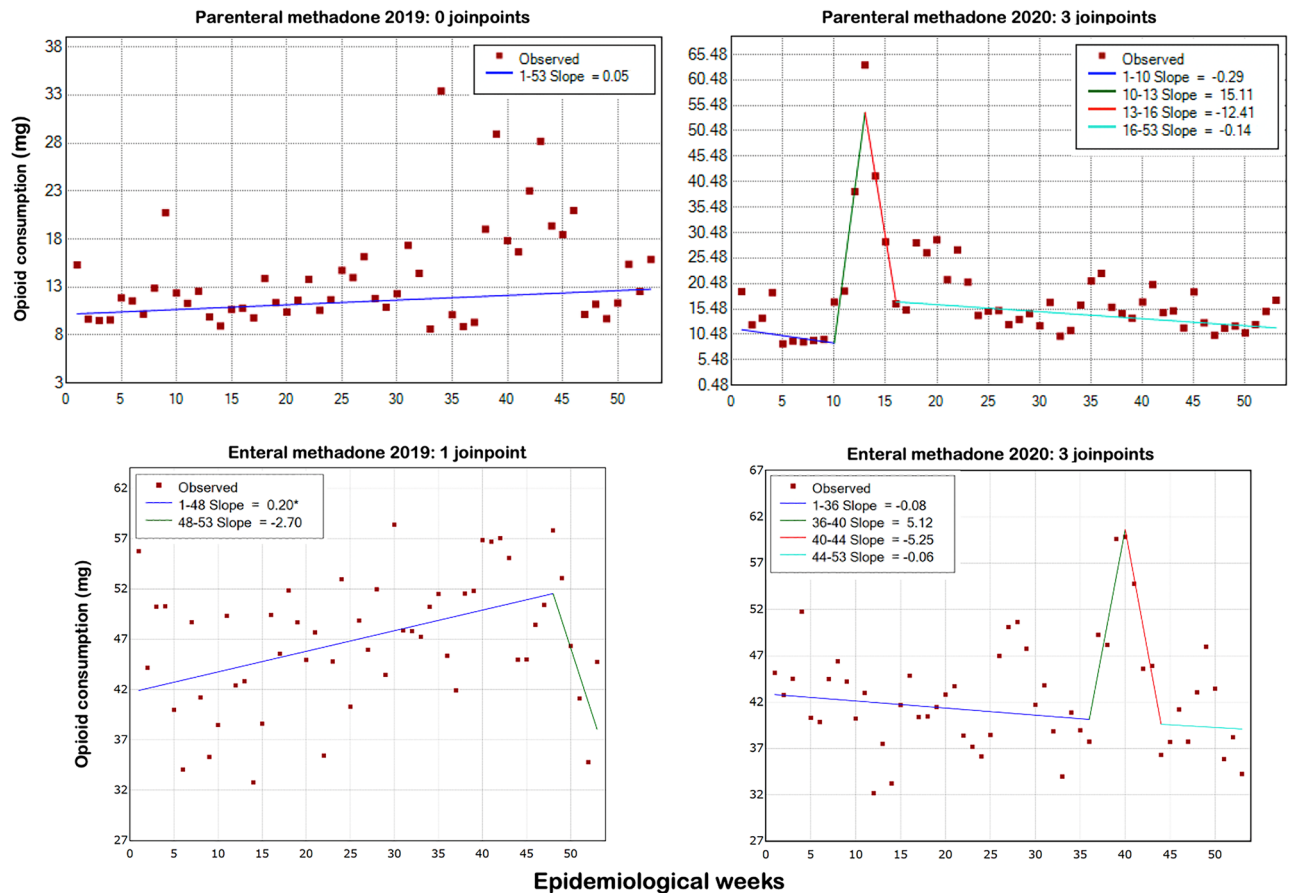 Parenteral methadone 2019: 0 joinpoints
Observed
1-53 Slope = 0.05
38
33
28
23
18
13
8
3
0 5 10 15 20 25 30 35 40 45 50
Opioid consumption (mg)
Parenteral methadone 2020: 3 joinpoints
Observed
1-10 Slope = -0.29
10-13 Slope = 15.11
13-16 Slope = -12.41
16-53 Slope = -0.14
65.48
60.48
55.48
50.48
45.48
40.48
35.48
30.48
25.48
20.48
15.48
10.48
5.48
0.48
0 5 10 15 20 25 30 35 40 45 50
Enteral methadone 2019: 1 joinpoint
Observed
1-48 Slope = 0.20*
48-53 Slope = -2.70
62
57
52
47
42
37
32
27
0 5 10 15 20 25 30 35 40 45 50
Opioid consumption (mg)
Enteral methadone 2020: 3 joinpoints
Observed
1-36 Slope = -0.08
36-40 Slope = 5.12
40-44 Slope = -5.25
44-53 Slope = -0.06
67
62
57
52
47
42
37
32
27
0 5 10 15 20 25 30 35 40 45 50
Epidemiological weeks